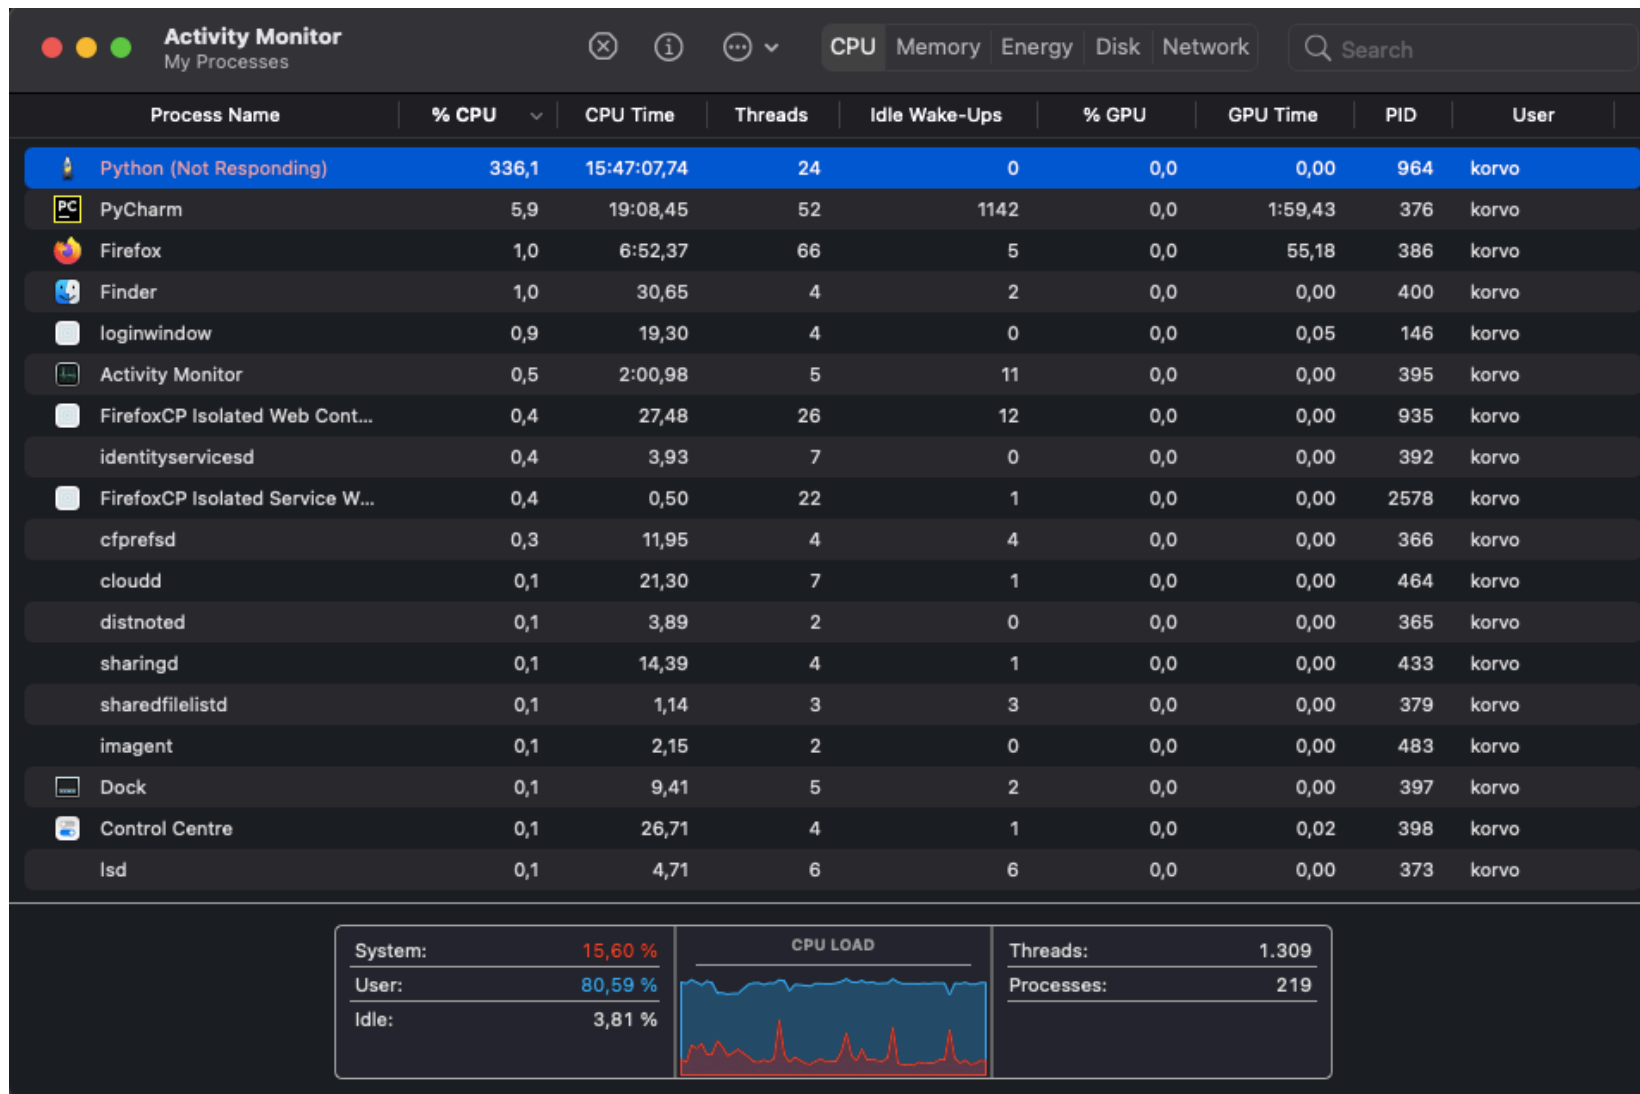 Activity Monitor
My Processes
CPU Memory Energy Disk Network Search
Process Name % CPU CPU Time Threads Idle Wake-Ups % GPU GPU Time PID User
Python (Not Responding) 336,1 15:47:07,74 24 0 0,0 0,00 964 korvo
PC PyCharm 5,9 19:08,45 52 1142 0,0 1:59,43 376 korvo
Firefox 1,0 6:52,37 66 5 0,0 55,18 386 korvo
Finder 1,0 30,65 4 2 0,0 0,00 400 korvo
loginwindow 0,9 19,30 4 0 0,0 0,05 146 korvo
Activity Monitor 0,5 2:00,98 5 11 0,0 0,00 395 korvo
FirefoxCP Isolated Web Cont... 0,4 27,48 26 12 0,0 0,00 935 korvo
identityservicesd 0,4 3,93 7 0 0,0 0,00 392 korvo
FirefoxCP Isolated Service W... 0,4 0,50 22 1 0,0 0,00 2578 korvo
cfprefsd 0,3 11,95 4 4 0,0 0,00 366 korvo
cloudd 0,1 21,30 7 1 0,0 0,00 464 korvo
distnoted 0,1 3,89 2 0 0,0 0,00 365 korvo
sharingd 0,1 14,39 4 1 0,0 0,00 433 korvo
sharedfilelistd 0,1 1,14 3 3 0,0 0,00 379 korvo
imagent 0,1 2,15 2 0 0,0 0,00 483 korvo
Dock 0,1 9,41 5 2 0,0 0,00 397 korvo
Control Centre 0,1 26,71 4 1 0,0 0,02 398 korvo
lsd 0,1 4,71 6 6 0,0 0,00 373 korvo
System: 15,60 %
User: 80,59 %
Idle: 3,81 %
CPU LOAD
Threads: 1.309
Processes: 219